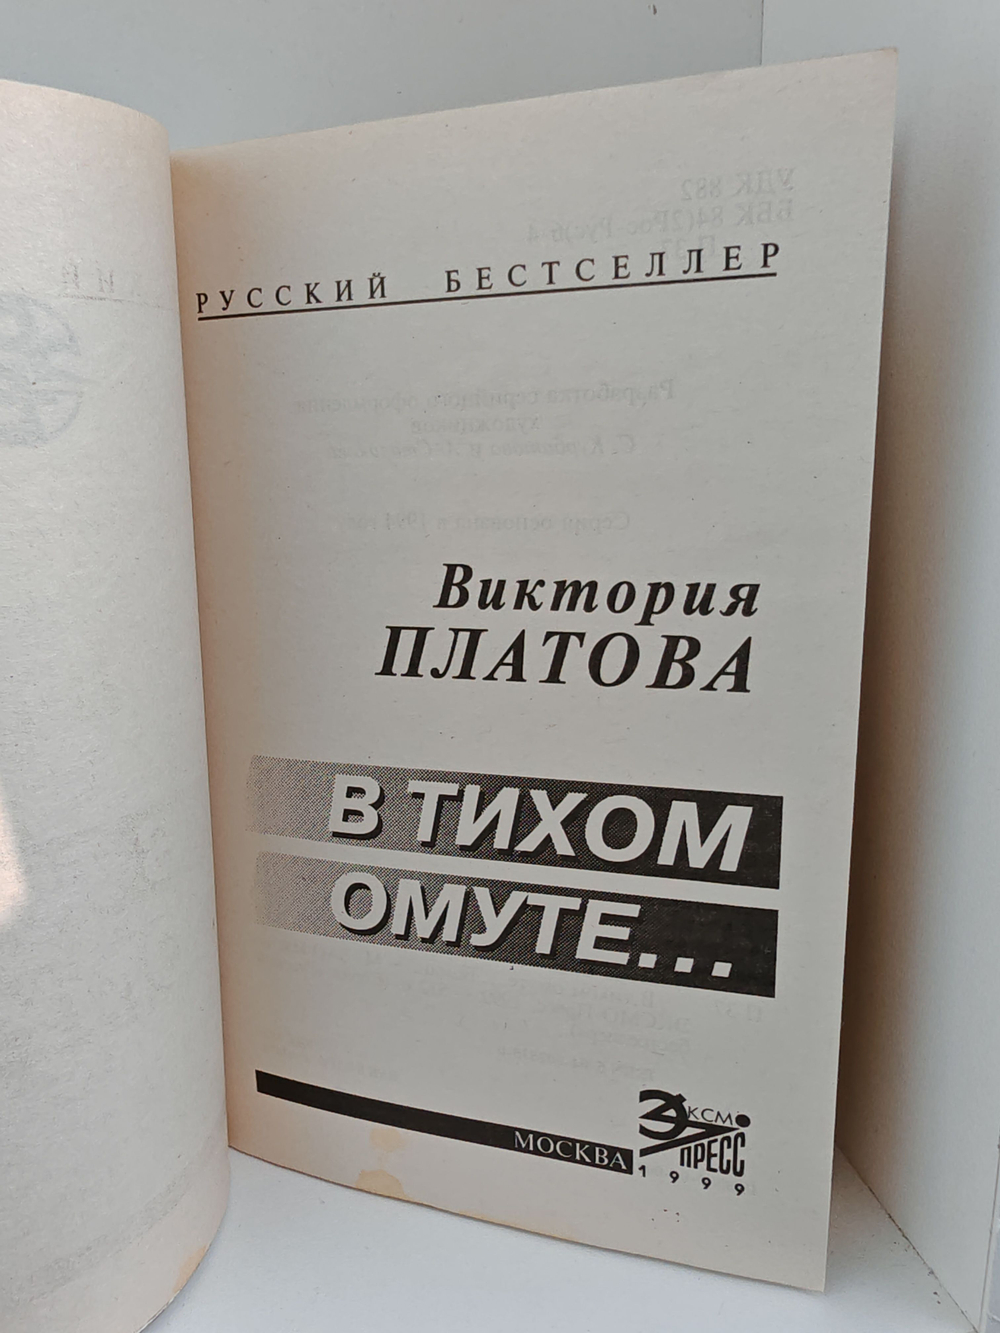 РУССКИЙ БЕСТСЕЛЛЕР
Виктория
ПЛАТОВА
В ТИХОМ
ОМУТЕ...
МОСКВА
ЭКСМО
ПРЕСС
1999